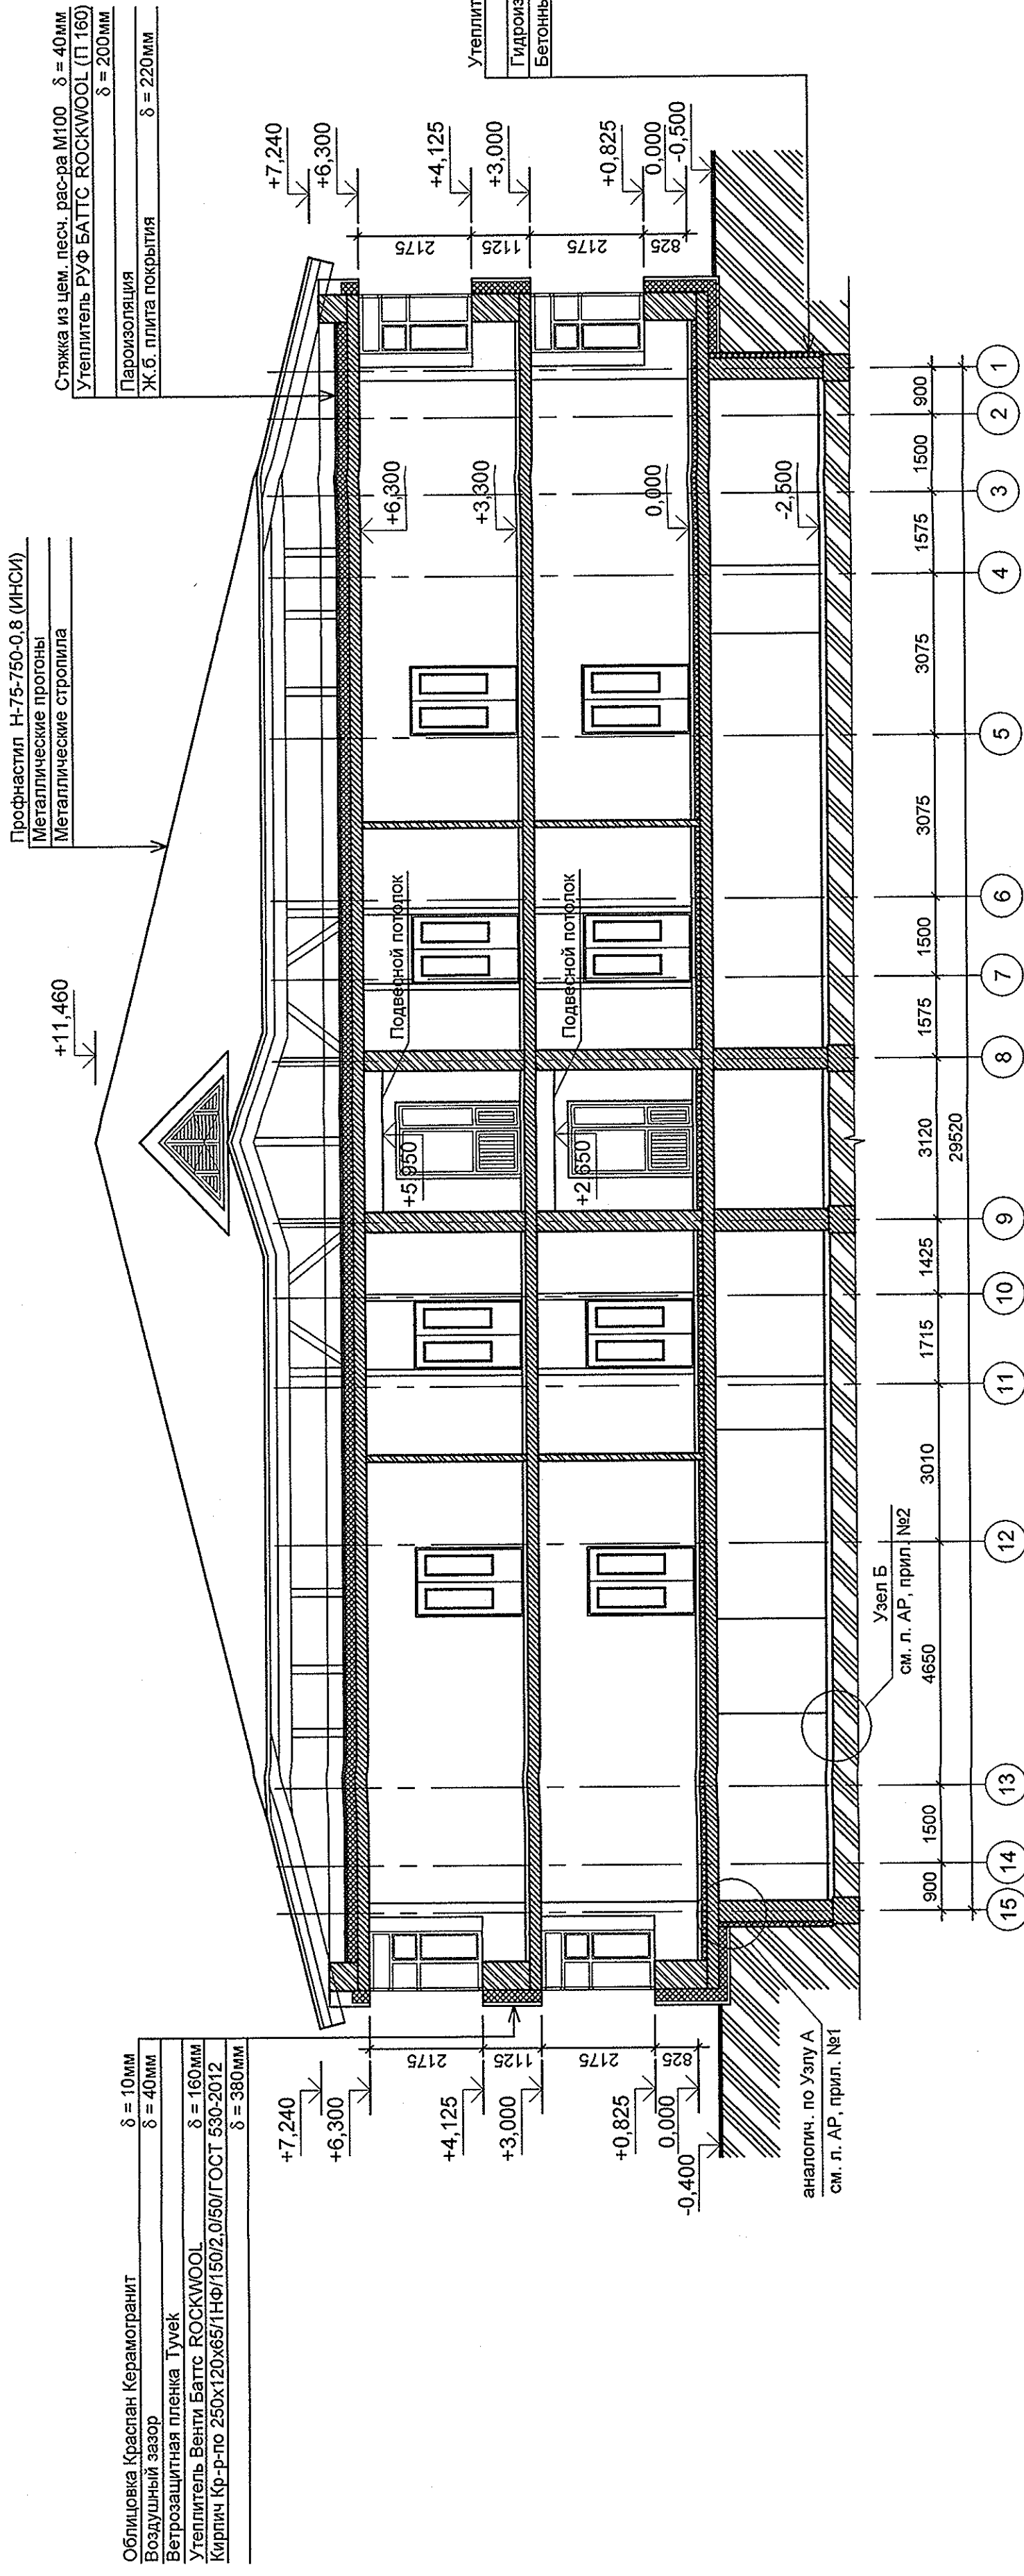 Профнастил Н-75-750-0,8 (ИНСИ)
Металлические прогоны
Металлические стропила
Стяжка из цем. песч. рас-ра М100 δ = 40мм
Утеплитель РУФ БАТТС ROCKWOOL (П 160)
δ = 200мм
Пароизоляция
Ж.б. плита покрытия δ = 220мм
Облицовка Краспан Керамогранит δ = 10мм
Воздушный зазор δ = 40мм
Ветрозащитная пленка Tyvek
Утеплитель Венти Баттс ROCKWOOL δ = 160мм
Кирпич Кр-р-по 250х120х65/1НФ/150/2,0/50/ГОСТ 530-2012
δ = 380мм
Утеплит
Гидроиз
Бетонны
+11,460
+7,240
+6,300
+4,125
+3,000
+0,825
0,000
-0,400
2175
1125
2175
825
+7,240
+6,300
+4,125
+3,000
+0,825
0,000
-0,500
2175
1125
2175
825
+6,300
+3,300
0,000
-2,500
Подвесной потолок
+5,950
Подвесной потолок
+2,650
аналогич. по Узлу А
см. л. АР, прил. №1
Узел Б
см. л. АР, прил. №2
900 1500 4650 3010 1715 1425 3120 1575 1500 3075 3075 1575 1500 900
29520
15 14 13 12 11 10 9 8 7 6 5 4 3 2 1